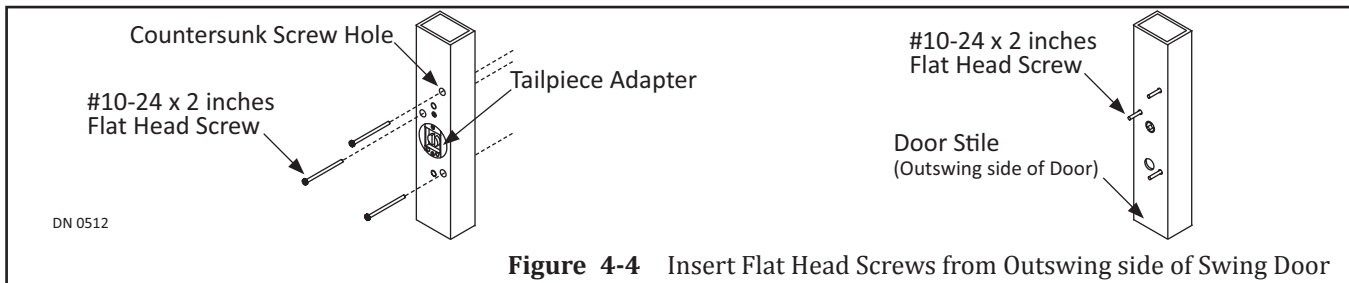 Countersunk Screw Hole
Tailpiece Adapter
#10-24 x 2 inches
Flat Head Screw
DN 0512
#10-24 x 2 inches
Flat Head Screw
Door Stile
(Outswing side of Door)
Figure 4-4 Insert Flat Head Screws from Outswing side of Swing Door